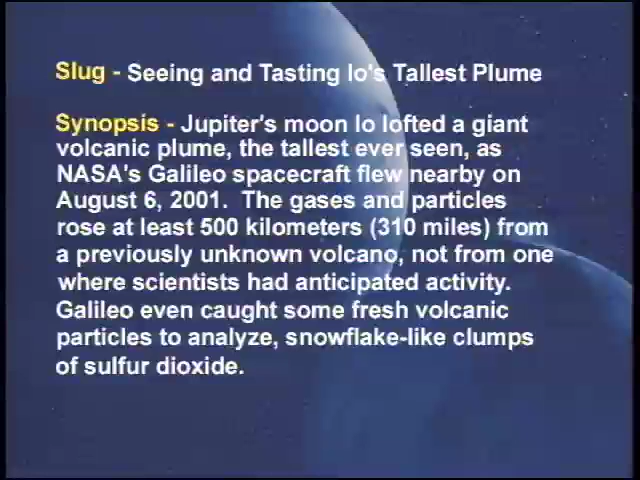 Slug - Seeing and Tasting Io's Tallest Plume
Synopsis - Jupiter's moon Io lofted a giant
volcanic plume, the tallest ever seen, as
NASA's Galileo spacecraft flew nearby on
August 6, 2001.  The gases and particles
rose at least 500 kilometers (310 miles) from
a previously unknown volcano, not from one
where scientists had anticipated activity.
Galileo even caught some fresh volcanic
particles to analyze, snowflake-like clumps
of sulfur dioxide.